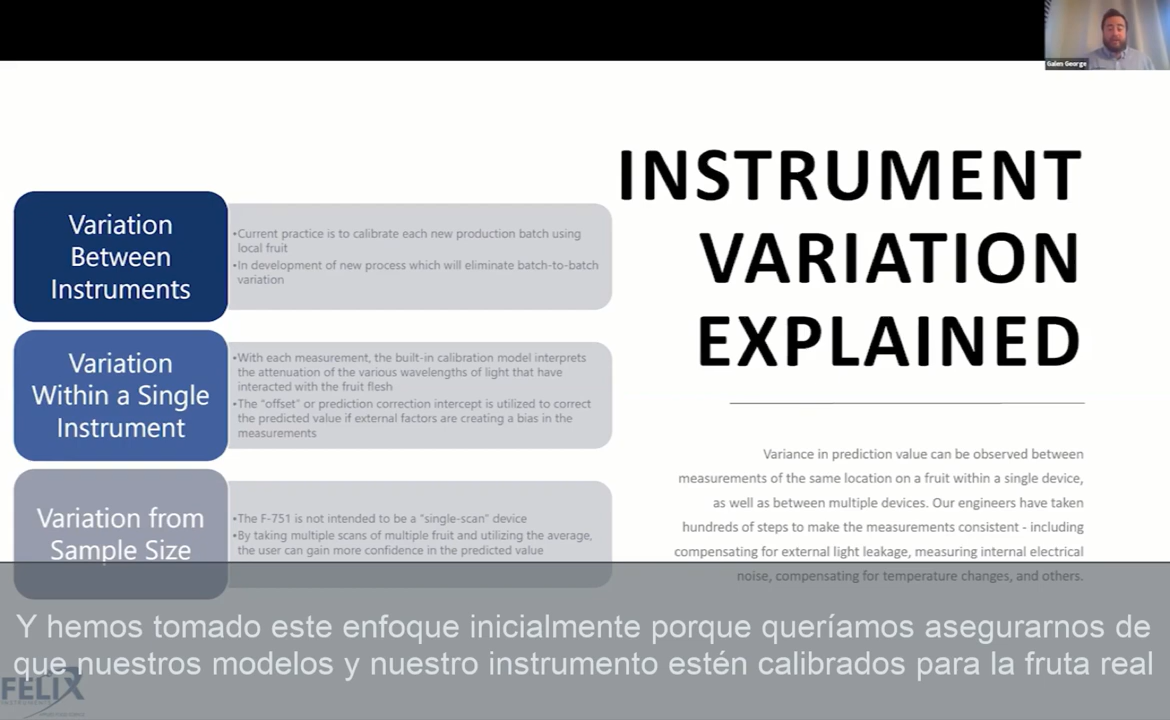 Galen George
INSTRUMENT
VARIATION
EXPLAINED
Variation
Between
Instruments
•Current practice is to calibrate each new production batch using
local fruit
•In development of new process which will eliminate batch-to-batch
variation
Variation
Within a Single
Instrument
•With each measurement, the built-in calibration model interprets
the attenuation of the various wavelengths of light that have
interacted with the fruit flesh
•The "offset" or prediction correction intercept is utilized to correct
the predicted value if external factors are creating a bias in the
measurements
Variation from
Sample Size
•The F-751 is not intended to be a "single-scan" device
•By taking multiple scans of multiple fruit and utilizing the average,
the user can gain more confidence in the predicted value
Variance in prediction value can be observed between
measurements of the same location on a fruit within a single device,
as well as between multiple devices. Our engineers have taken
hundreds of steps to make the measurements consistent - including
compensating for external light leakage, measuring internal electrical
noise, compensating for temperature changes, and others.
Y hemos tomado este enfoque inicialmente porque queríamos asegurarnos de
que nuestros modelos y nuestro instrumento estén calibrados para la fruta real
FELIX
INSTRUMENTS